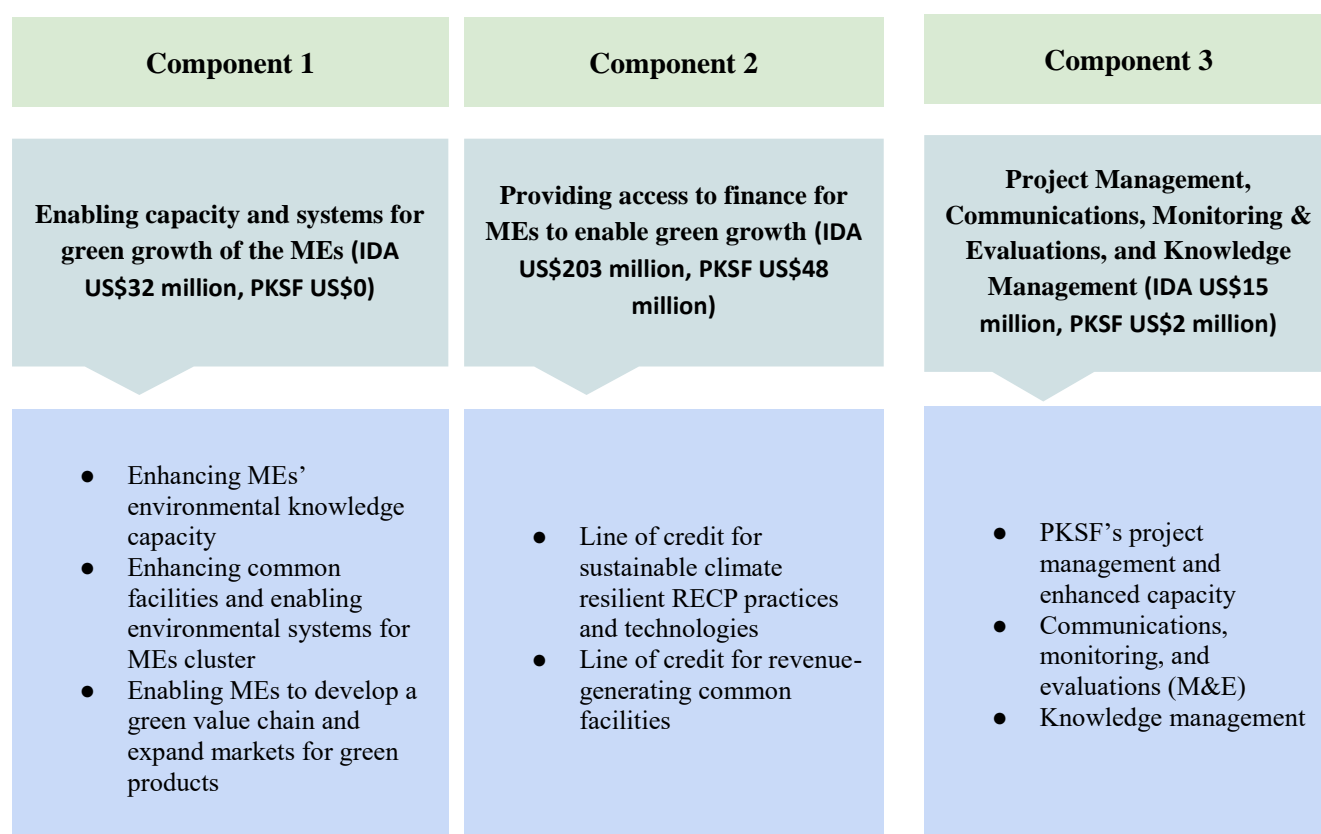 Component 1
Enabling capacity and systems for
green growth of the MEs (IDA
US$32 million, PKSF US$0)
● Enhancing MEs’
environmental knowledge
capacity
● Enhancing common
facilities and enabling
environmental systems for
MEs cluster
● Enabling MEs to develop a
green value chain and
expand markets for green
products
Component 2
Providing access to finance for
MEs to enable green growth (IDA
US$203 million, PKSF US$48
million)
● Line of credit for
sustainable climate
resilient RECP practices
and technologies
● Line of credit for revenue-
generating common
facilities
Component 3
Project Management,
Communications, Monitoring &
Evaluations, and Knowledge
Management (IDA US$15
million, PKSF US$2 million)
● PKSF’s project
management and
enhanced capacity
● Communications,
monitoring, and
evaluations (M&E)
● Knowledge management